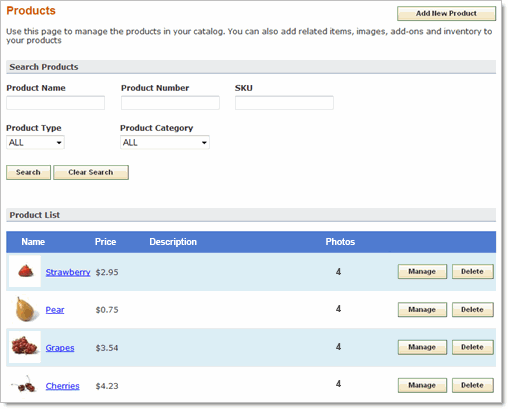 Products
Add New Product
Use this page to manage the products in your catalog. You can also add related items, images, add-ons and inventory to
your products
Search Products
Product Name Product Number SKU
Product Type Product Category
ALL ALL
Search Clear Search
Product List
Name Price Description Photos
Strawberry $2.95 4 Manage Delete
Pear $0.75 4 Manage Delete
Grapes $3.54 4 Manage Delete
Cherries $4.23 4 Manage Delete